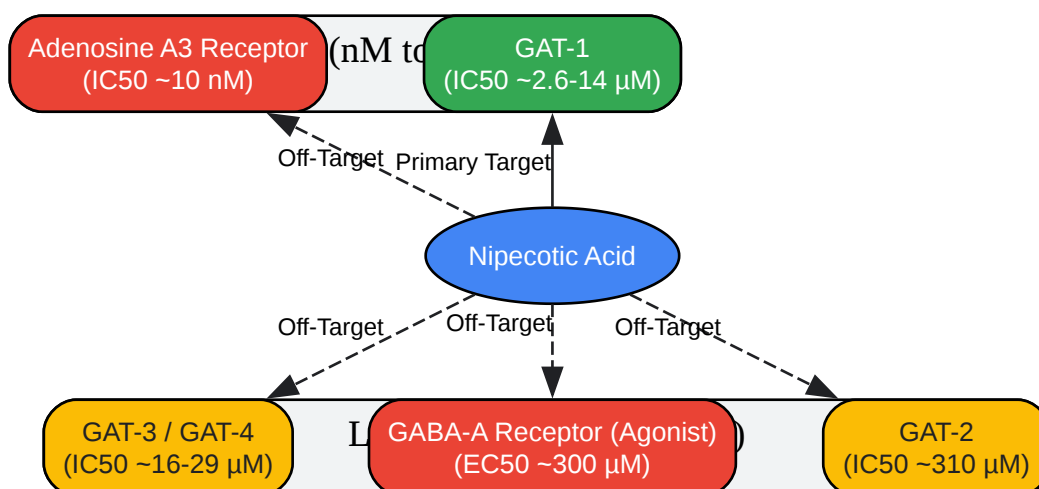 Adenosine A3 Receptor
(IC50 ~10 nM)
(nM to
GAT-1
(IC50 ~2.6-14 µM)
Off-Target
Primary Target
Nipecotic Acid
Off-Target
Off-Target
Off-Target
GAT-3 / GAT-4
(IC50 ~16-29 µM)
L
GABA-A Receptor (Agonist)
(EC50 ~300 µM)
)
GAT-2
(IC50 ~310 µM)